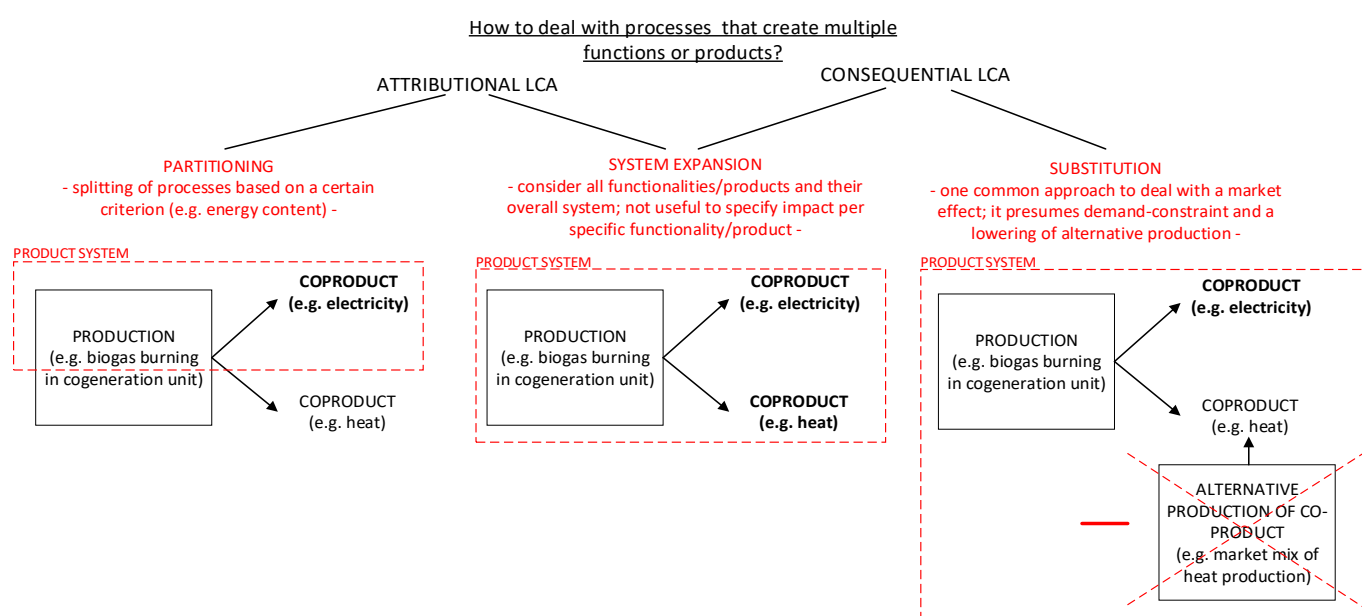 How to deal with processes  that create multiple
functions or products?
ATTRIBUTIONAL LCA
CONSEQUENTIAL LCA
PARTITIONING
- splitting of processes based on a certain
criterion (e.g. energy content) -
SYSTEM EXPANSION
- consider all functionalities/products and their
overall system; not useful to specify impact per
specific functionality/product -
SUBSTITUTION
- one common approach to deal with a market
effect; it presumes demand-constraint and a
lowering of alternative production -
PRODUCT SYSTEM
PRODUCTION
(e.g. biogas burning
in cogeneration unit)
COPRODUCT
(e.g. electricity)
COPRODUCT
(e.g. heat)
PRODUCT SYSTEM
PRODUCTION
(e.g. biogas burning
in cogeneration unit)
COPRODUCT
(e.g. electricity)
COPRODUCT
(e.g. heat)
PRODUCT SYSTEM
PRODUCTION
(e.g. biogas burning
in cogeneration unit)
COPRODUCT
(e.g. electricity)
COPRODUCT
(e.g. heat)
ALTERNATIVE
PRODUCTION OF CO-
PRODUCT
(e.g. market mix of
heat production)